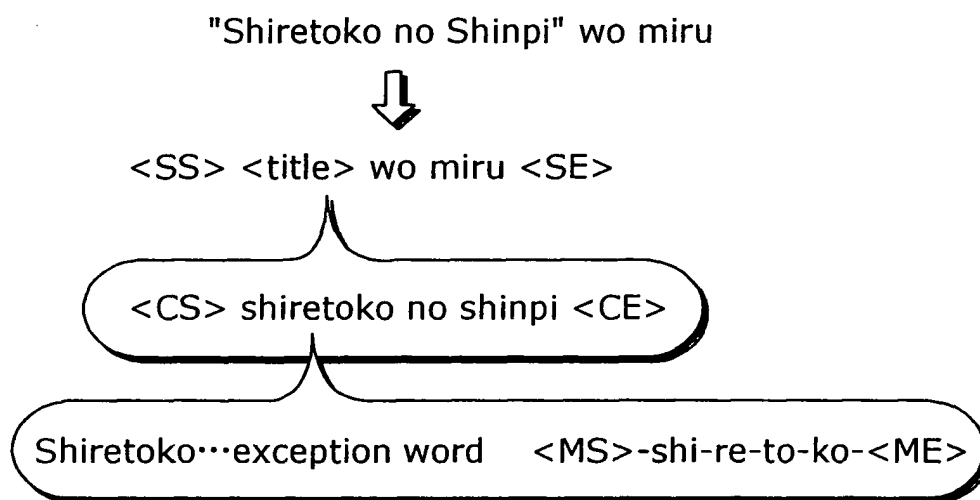 "Shiretoko no Shinpi" wo miru
<SS> <title> wo miru <SE>
<CS> shiretoko no shinpi <CE>
Shiretoko···exception word <MS>-shi-re-to-ko-<ME>